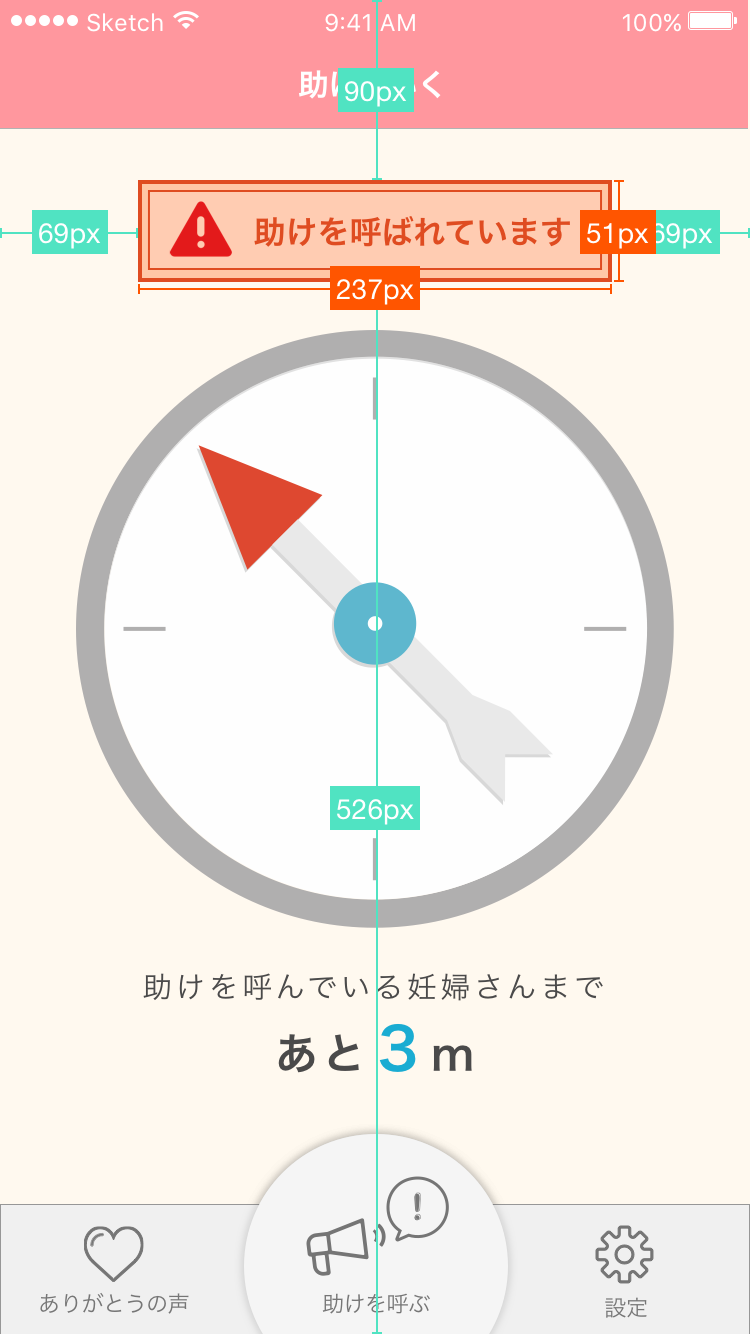 Sketch 9:41 AM 100%
助け く
90px
助けを呼ばれています
69px
51px
69px
237px
526px
助けを呼んでいる妊婦さんまで
あと3m
ありがとうの声
助けを呼ぶ
設定